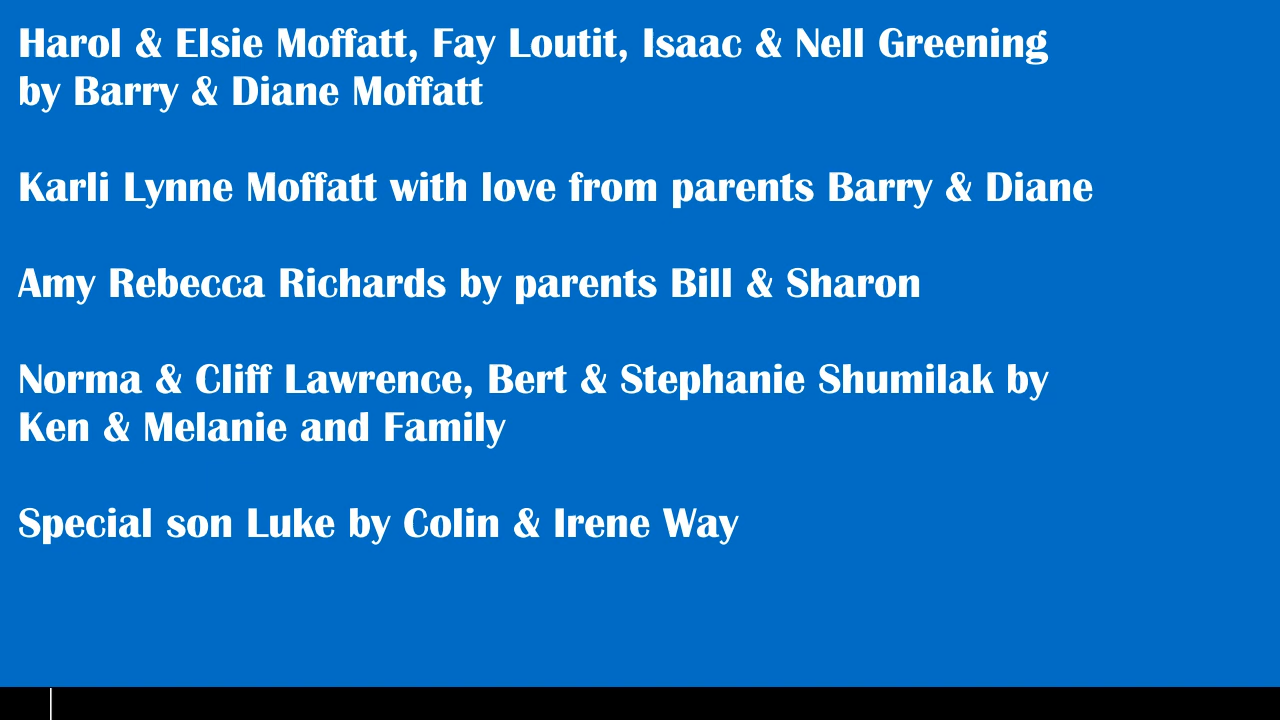 Harol & Elsie Moffatt, Fay Loutit, Isaac & Nell Greening
by Barry & Diane Moffatt
Karli Lynne Moffatt with love from parents Barry & Diane
Amy Rebecca Richards by parents Bill & Sharon
Norma & Cliff Lawrence, Bert & Stephanie Shumilak by
Ken & Melanie and Family
Special son Luke by Colin & Irene Way